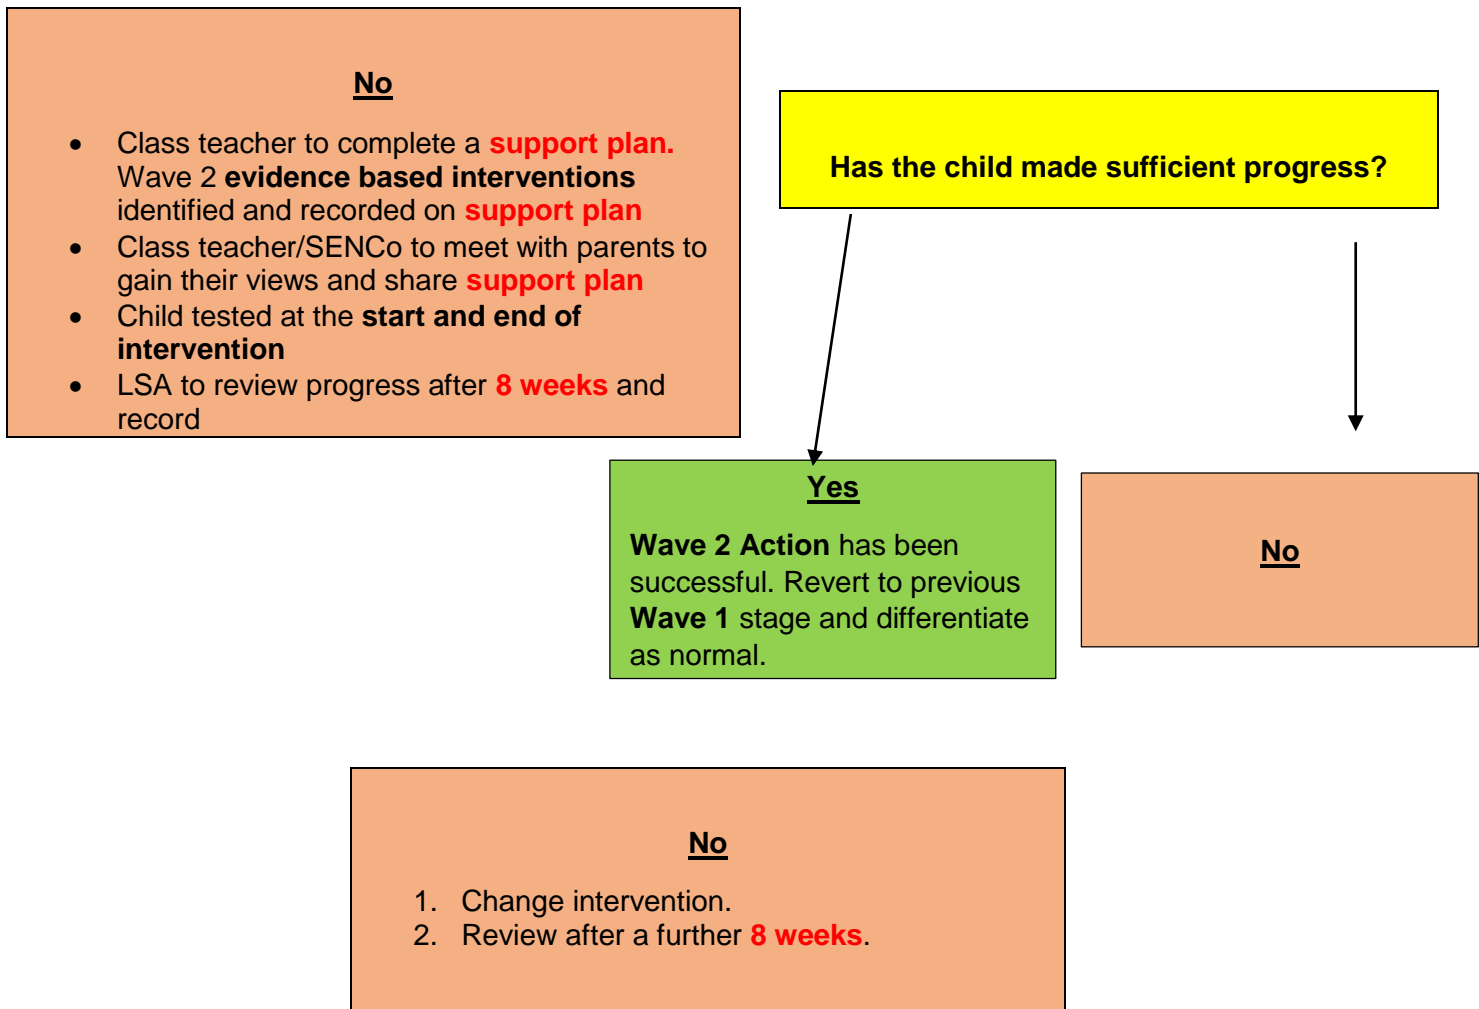 No
• Class teacher to complete a support plan.
Wave 2 evidence based interventions
identified and recorded on support plan
• Class teacher/SENCo to meet with parents to
gain their views and share support plan
• Child tested at the start and end of
intervention
• LSA to review progress after 8 weeks and
record
Has the child made sufficient progress?
Yes
Wave 2 Action has been
successful. Revert to previous
Wave 1 stage and differentiate
as normal.
No
No
1. Change intervention.
2. Review after a further 8 weeks.